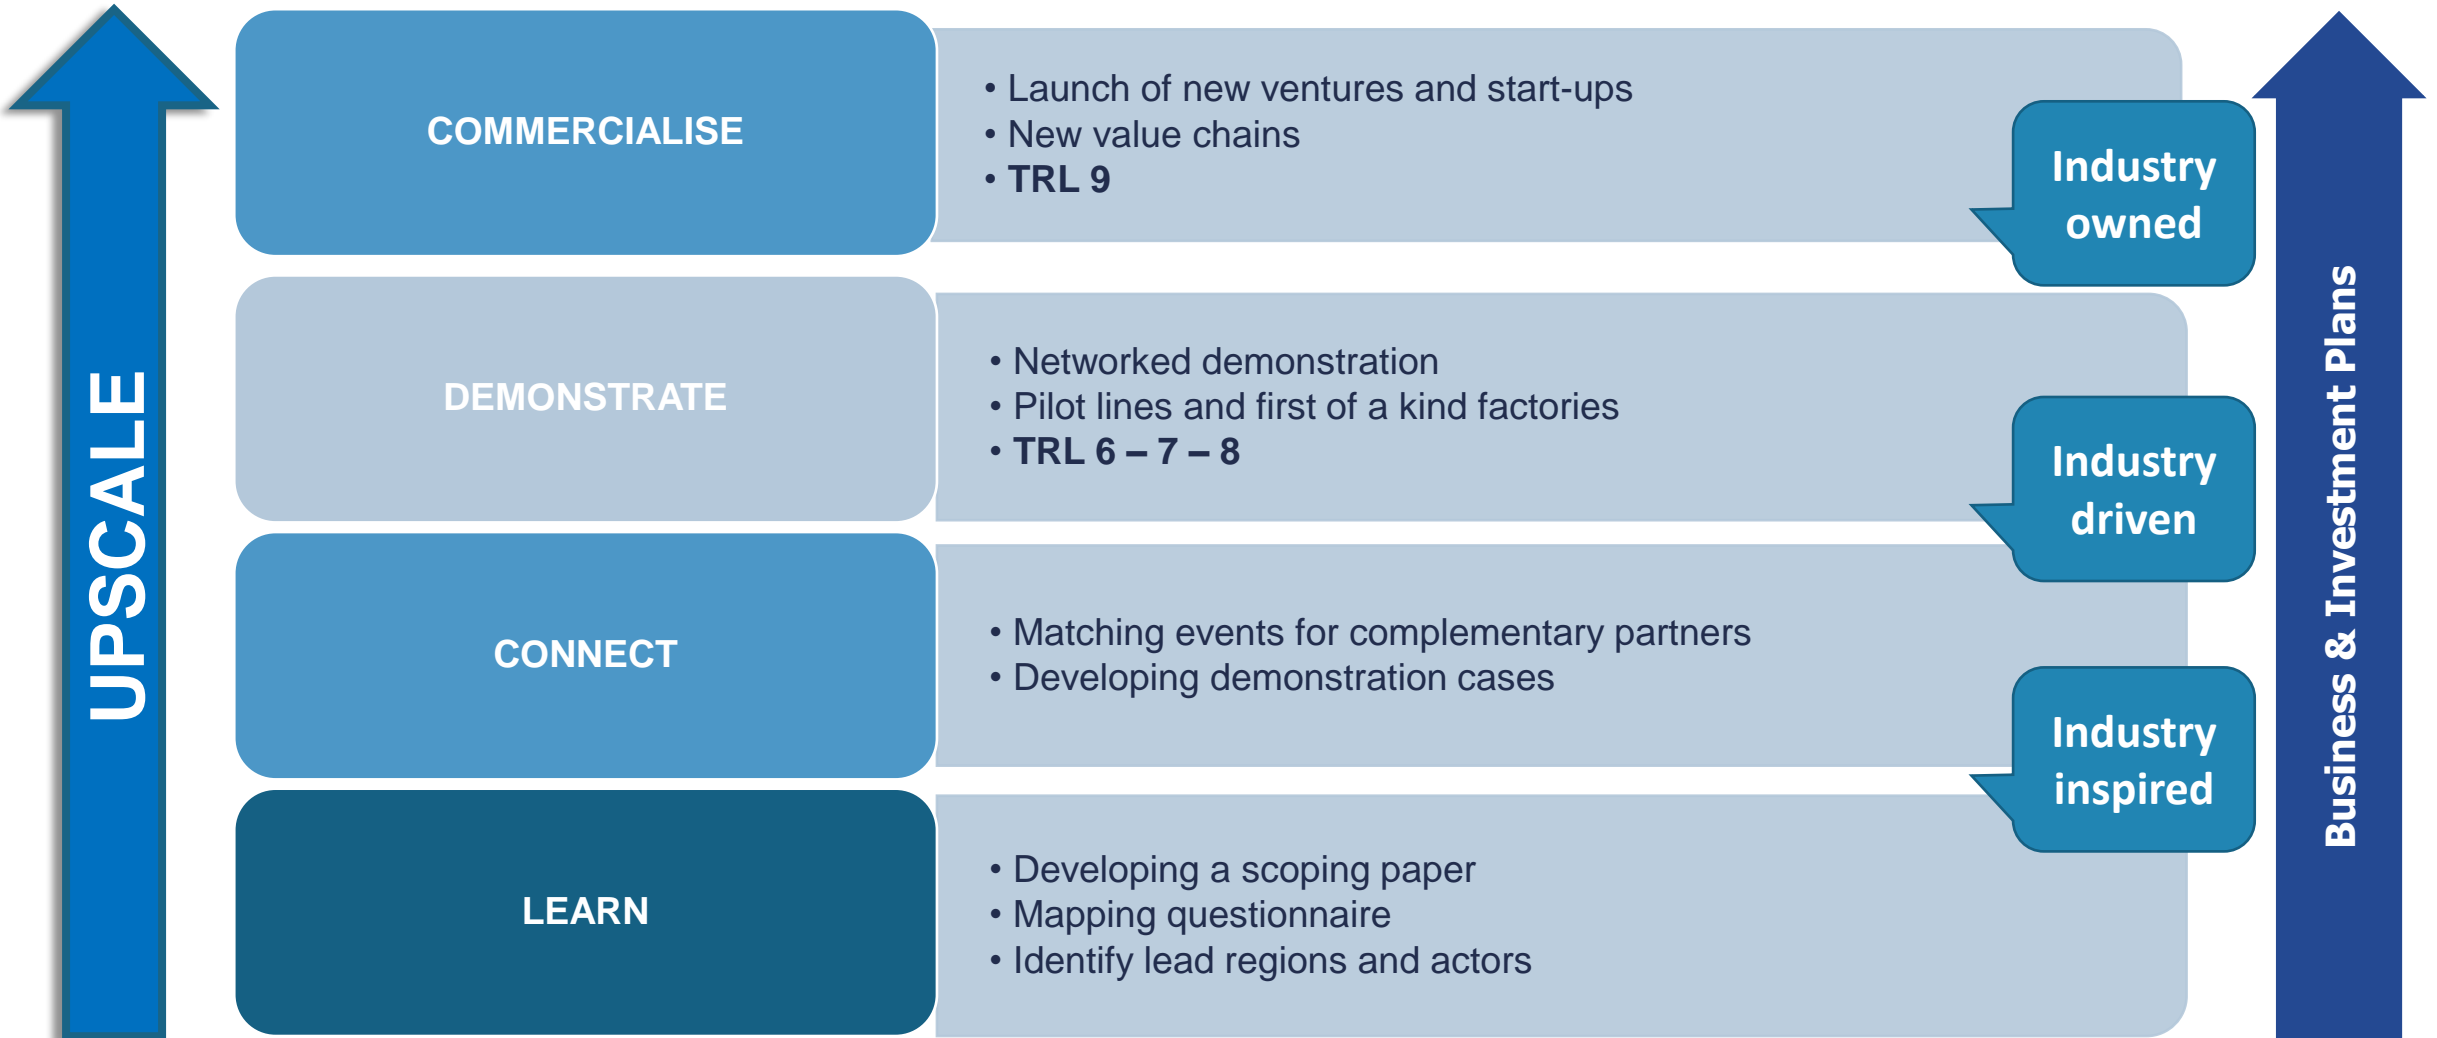 UPSCALE
COMMERCIALISE
• Launch of new ventures and start-ups
• New value chains
• TRL 9
Industry
owned
DEMONSTRATE
• Networked demonstration
• Pilot lines and first of a kind factories
• TRL 6 – 7 – 8
Industry
driven
CONNECT
• Matching events for complementary partners
• Developing demonstration cases
Industry
inspired
LEARN
• Developing a scoping paper
• Mapping questionnaire
• Identify lead regions and actors
Business & Investment Plans